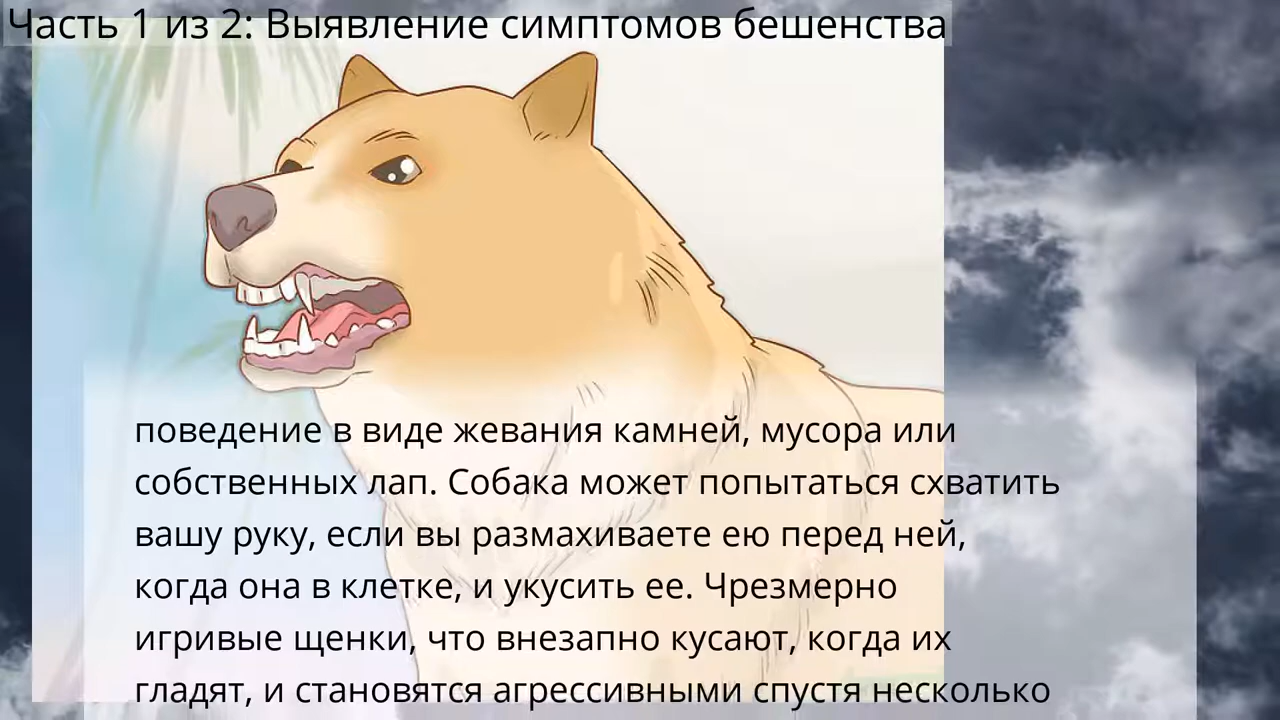 Часть 1 из 2: Выявление симптомов бешенства
поведение в виде жевания камней, мусора или
собственных лап. Собака может попытаться схватить
вашу руку, если вы размахиваете ею перед ней,
когда она в клетке, и укусить ее. Чрезмерно
игривые щенки, что внезапно кусают, когда их
гладят, и становятся агрессивными спустя несколько